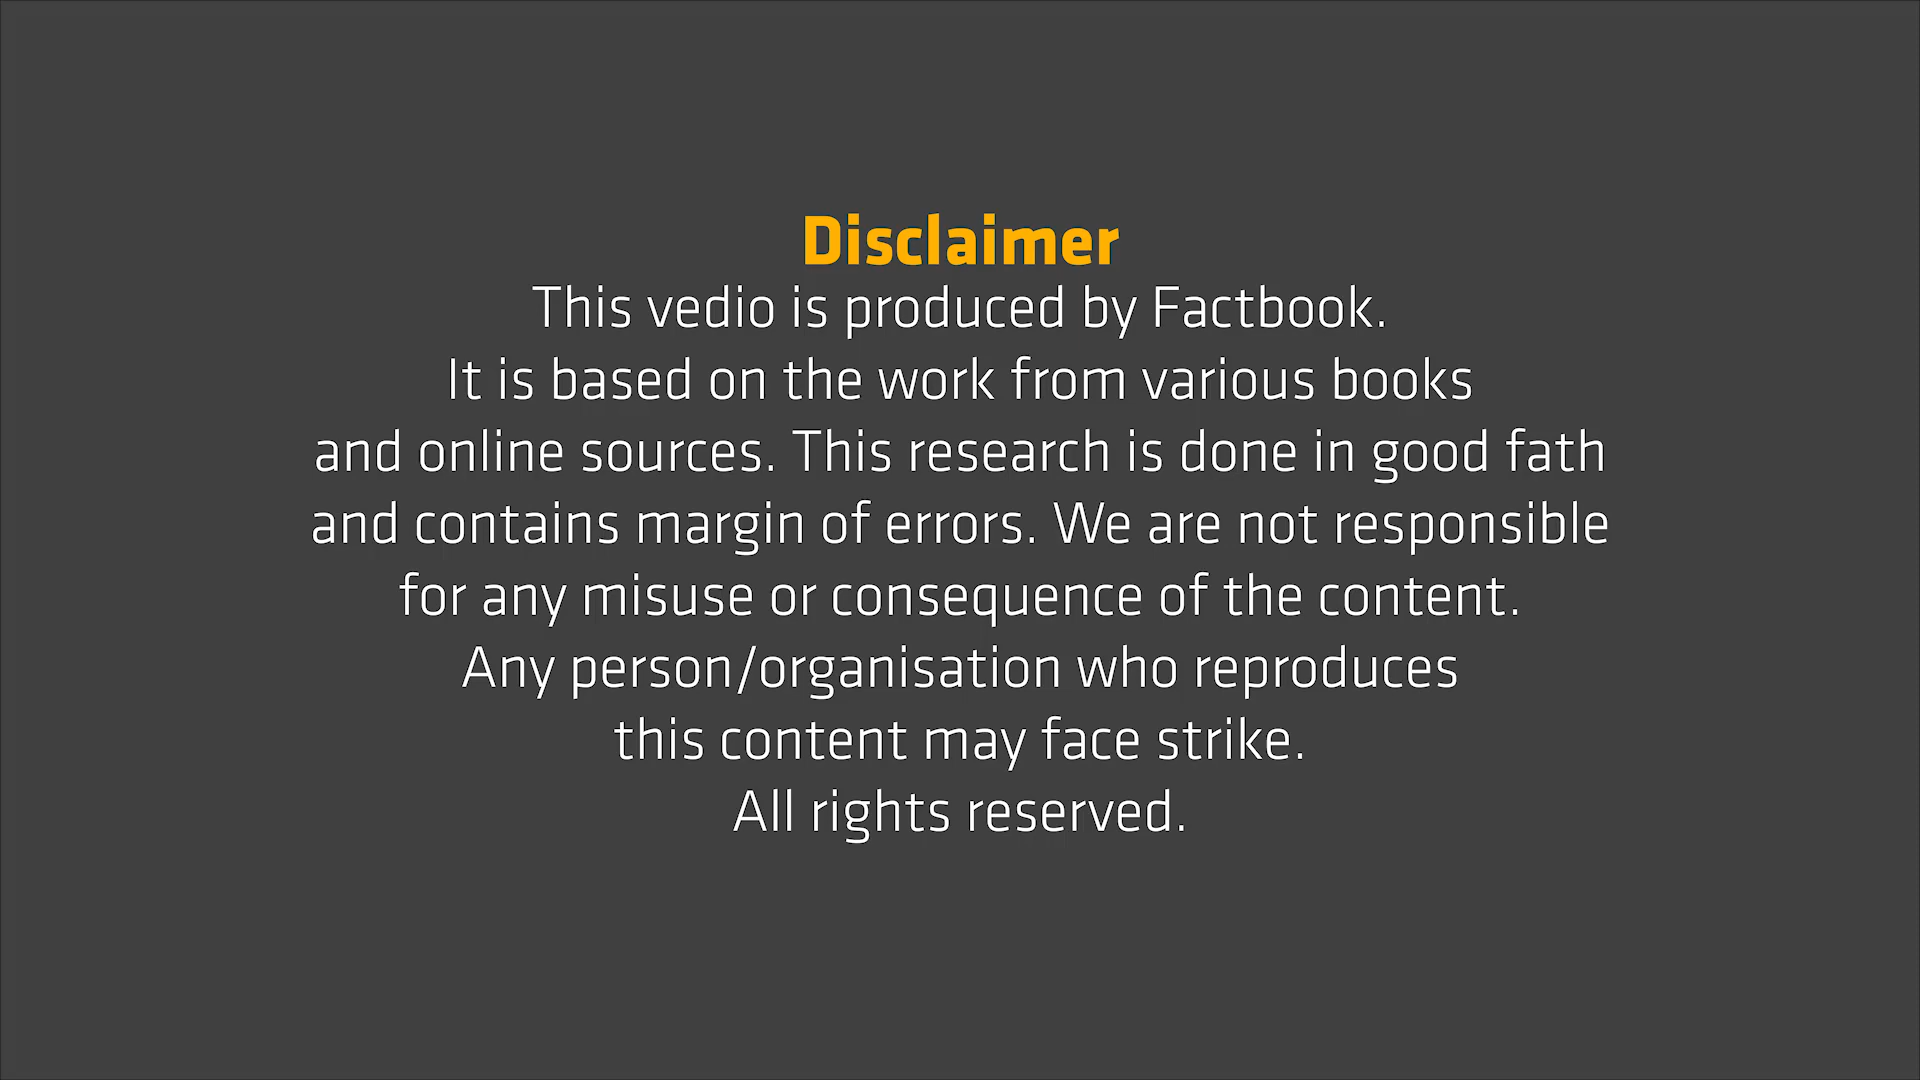 Disclaimer
This vedio is produced by Factbook.
It is based on the work from various books
and online sources. This research is done in good fath
and contains margin of errors. We are not responsible
for any misuse or consequence of the content.
Any person/organisation who reproduces
this content may face strike.
All rights reserved.